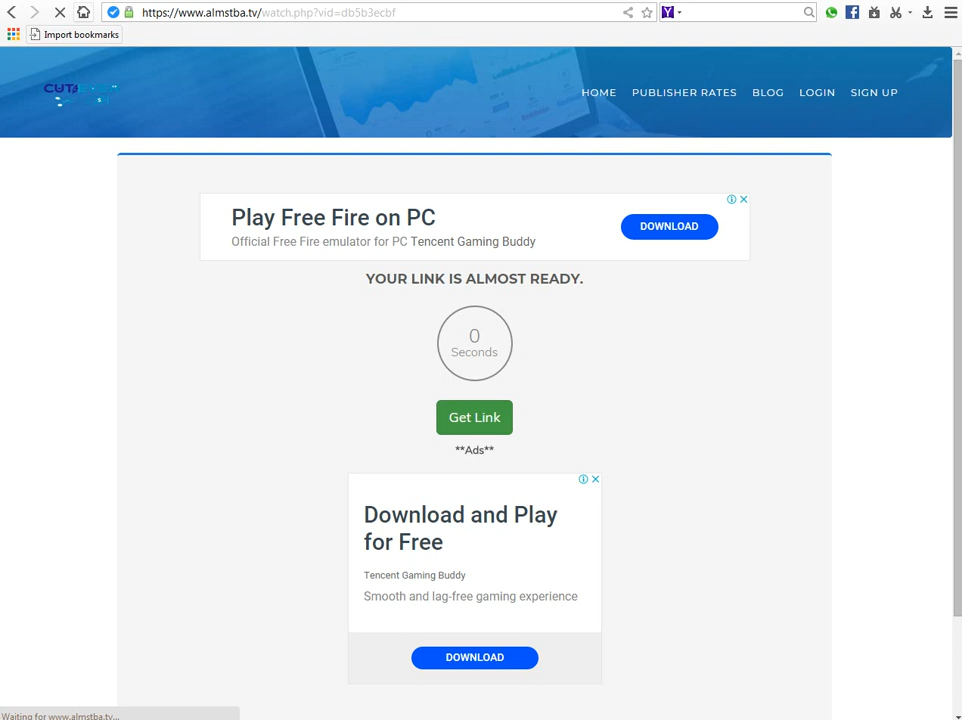 https://www.almstba.tv/watch.php?vid=db5b3ecbf
Import bookmarks
HOME PUBLISHER RATES BLOG LOGIN SIGN UP
Play Free Fire on PC
Official Free Fire emulator for PC Tencent Gaming Buddy
DOWNLOAD
YOUR LINK IS ALMOST READY.
0
Seconds
Get Link
**Ads**
Download and Play
for Free
Tencent Gaming Buddy
Smooth and lag-free gaming experience
DOWNLOAD
Waiting for www.almstba.tv...